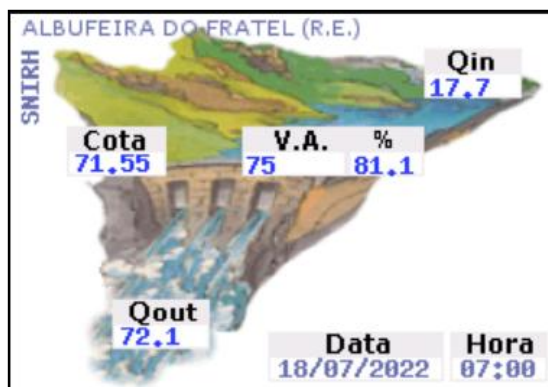 ALBUFEIRA DO FRATEL (R.E.)
SNIRH
Qin
17.7
Cota
71.55
V.A. %
75 81.1
Qout
72.1
Data Hora
18/07/2022 07:00